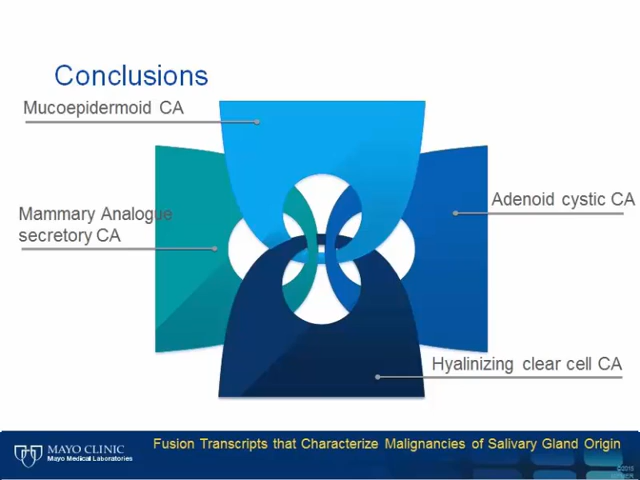 Conclusions
Mucoepidermoid CA
Adenoid cystic CA
Mammary Analogue
secretory CA
Hyalinizing clear cell CA
Fusion Transcripts that Characterize Malignancies of Salivary Gland Origin
MAYO CLINIC
Mayo Medical Laboratories